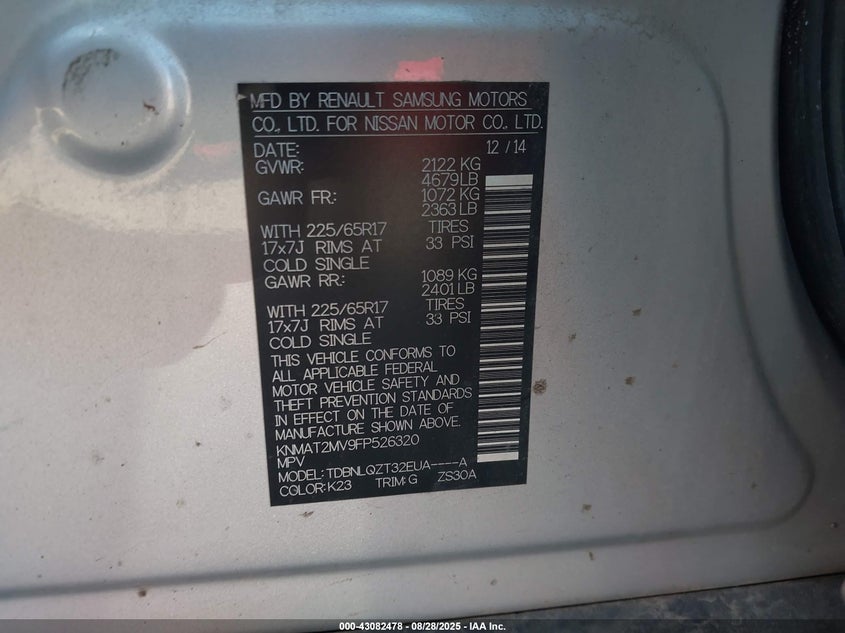 MFD BY RENAULT SAMSUNG MOTORS
CO., LTD. FOR NISSAN MOTOR CO., LTD.
DATE: 12 / 14
GVWR: 2122 KG
4679 LB
GAWR FR.: 1072 KG
2363 LB
WITH 225/65R17 TIRES
17x7J RIMS AT 33 PSI
COLD SINGLE
GAWR RR.: 1089 KG
2401 LB
WITH 225/65R17 TIRES
17x7J RIMS AT 33 PSI
COLD SINGLE
THIS VEHICLE CONFORMS TO
ALL APPLICABLE FEDERAL
MOTOR VEHICLE SAFETY AND
THEFT PREVENTION STANDARDS
IN EFFECT ON THE DATE OF
MANUFACTURE SHOWN ABOVE.
KNMAT2MV9FP526320
MPV
MODEL: TDBNLQZT32EUA----A
COLOR: K23 TRIM: G ZS30A
000-43082478 - 08/28/2025 - IAA Inc.